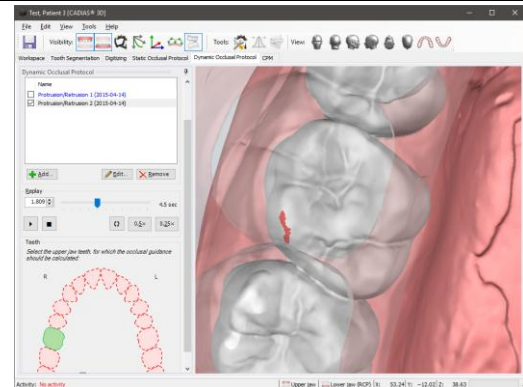 Test, Patient 3 [CADIAS® 3D]
File Edit View Tools Help
Visibility: Tools: View:
Workspace Tooth Segmentation Digitizing Static Occlusal Protocol Dynamic Occlusal Protocol CPM
Dynamic Occlusal Protocol
Name
Protrusion/Retrusion 1 (2015-04-14)
Protrusion/Retrusion 2 (2015-04-14)
Add... Edit... Remove
Replay
1.809 4.5 sec
0.5× 0.25×
Teeth
Select the upper jaw teeth, for which the occlusal guidance
should be calculated:
R L
Activity: No activity Upper jaw Lower jaw (RCP) X: 53.24 Y: -12.02 Z: 38.63